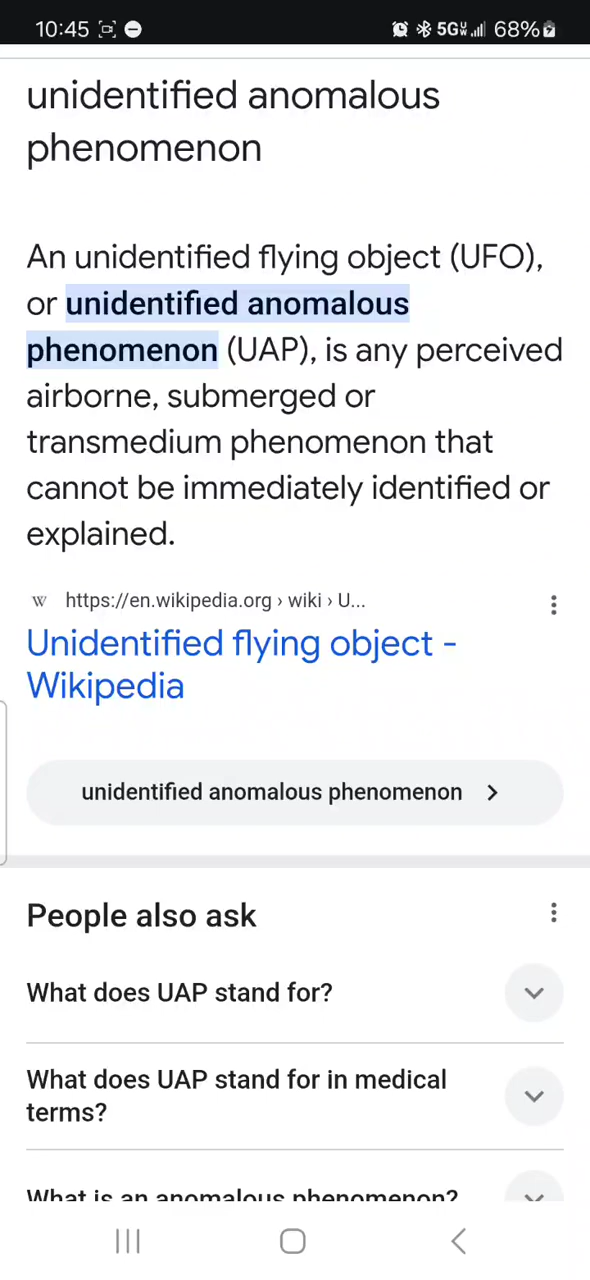 10:45
5G 68%
unidentified anomalous
phenomenon
An unidentified flying object (UFO),
or unidentified anomalous
phenomenon (UAP), is any perceived
airborne, submerged or
transmedium phenomenon that
cannot be immediately identified or
explained.
W https://en.wikipedia.org › wiki › U...
Unidentified flying object -
Wikipedia
unidentified anomalous phenomenon >
People also ask
What does UAP stand for?
What does UAP stand for in medical
terms?
What is an anomalous phenomenon?